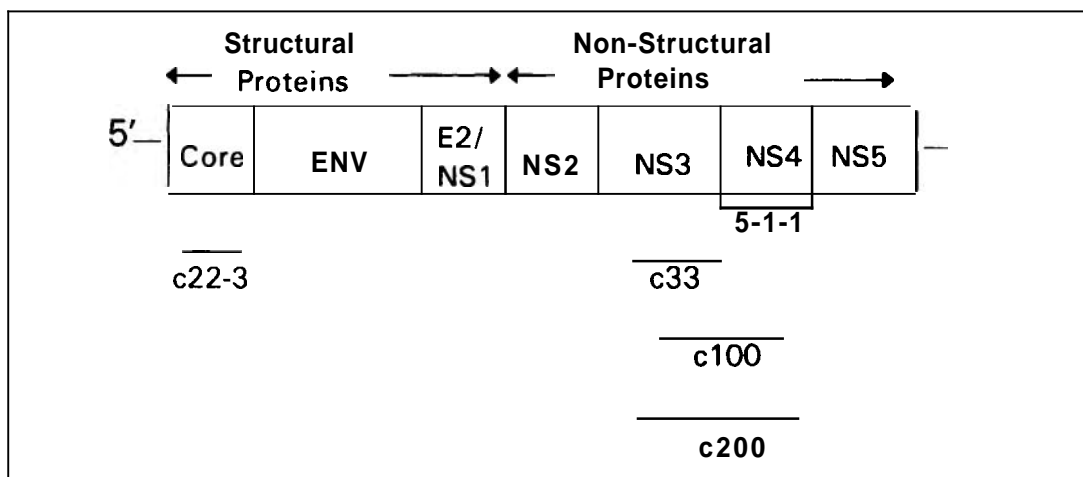 Structural Non-Structural
Proteins Proteins
5′ Core ENV E2/ NS1 NS2 NS3 NS4 NS5
5-1-1
c22-3 c33
c100
c200